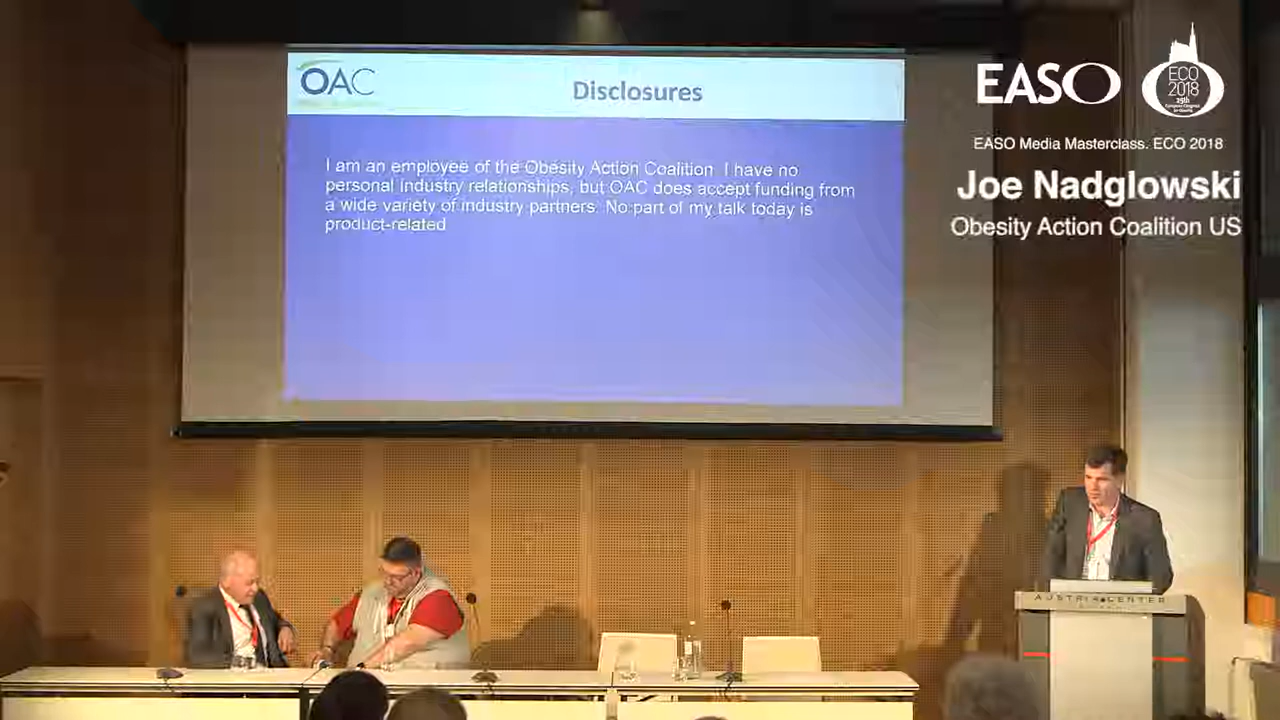 OAC
Disclosures
I am an employee of the Obesity Action Coalition. I have no
personal industry relationships, but OAC does accept funding from
a wide variety of industry partners. No part of my talk today is
product-related
EASO
ECO
2018
25th
EASO Media Masterclass. ECO 2018
Joe Nadglowski
Obesity Action Coalition US
AUSTRIA CENTER